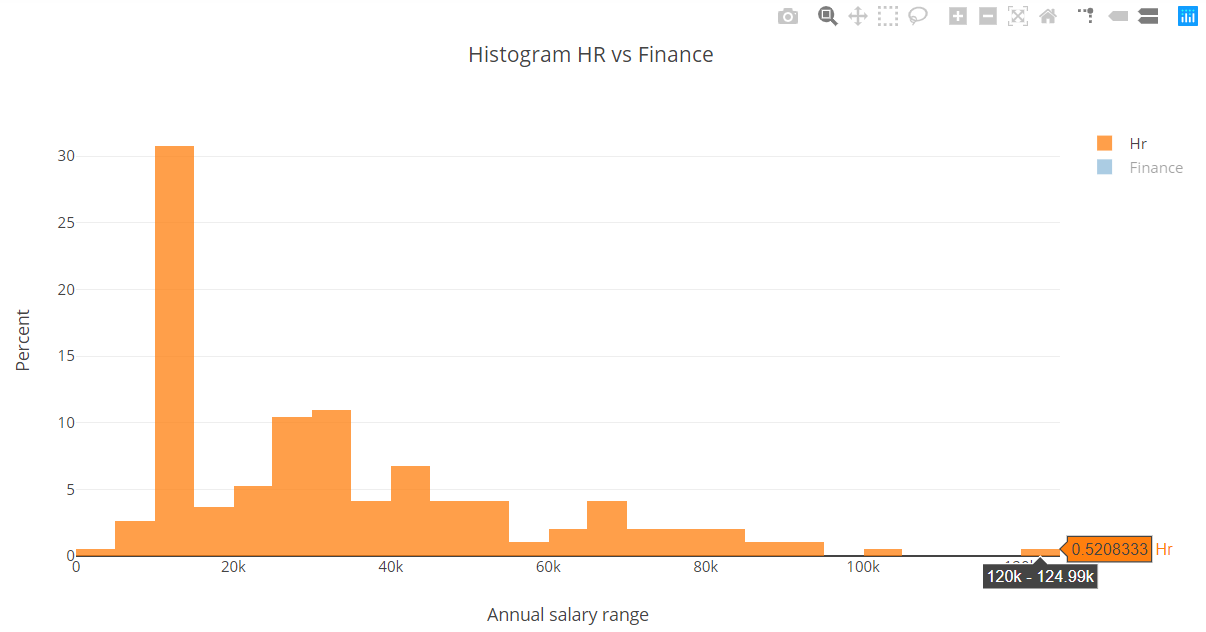 Histogram HR vs Finance
Hr
Finance
Percent
30
25
20
15
10
5
0
0 20k 40k 60k 80k 100k
0.5208333 Hr
120k - 124.99k
Annual salary range